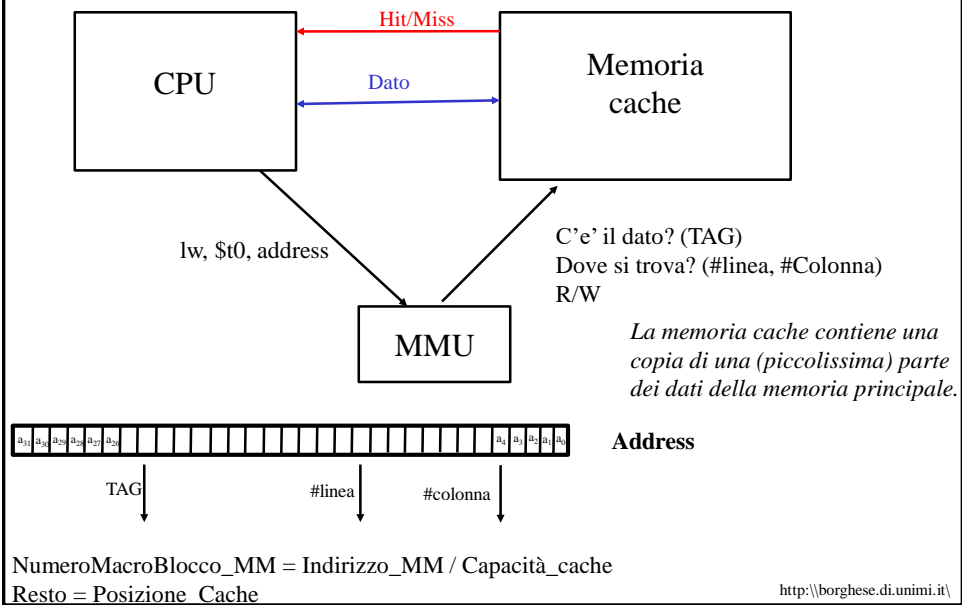 Hit/Miss
CPU
Dato
Memoria
cache
lw, $t0, address
C'e' il dato? (TAG)
Dove si trova? (#linea, #Colonna)
R/W
MMU
La memoria cache contiene una
copia di una (piccolissima) parte
dei dati della memoria principale.
a31 a30 a29 a28 a27 a26 a4 a3 a2 a1 a0 Address
TAG #linea #colonna
NumeroMacroBlocco_MM = Indirizzo_MM / Capacità_cache
Resto = Posizione_Cache
http:\\borghese.di.unimi.it\